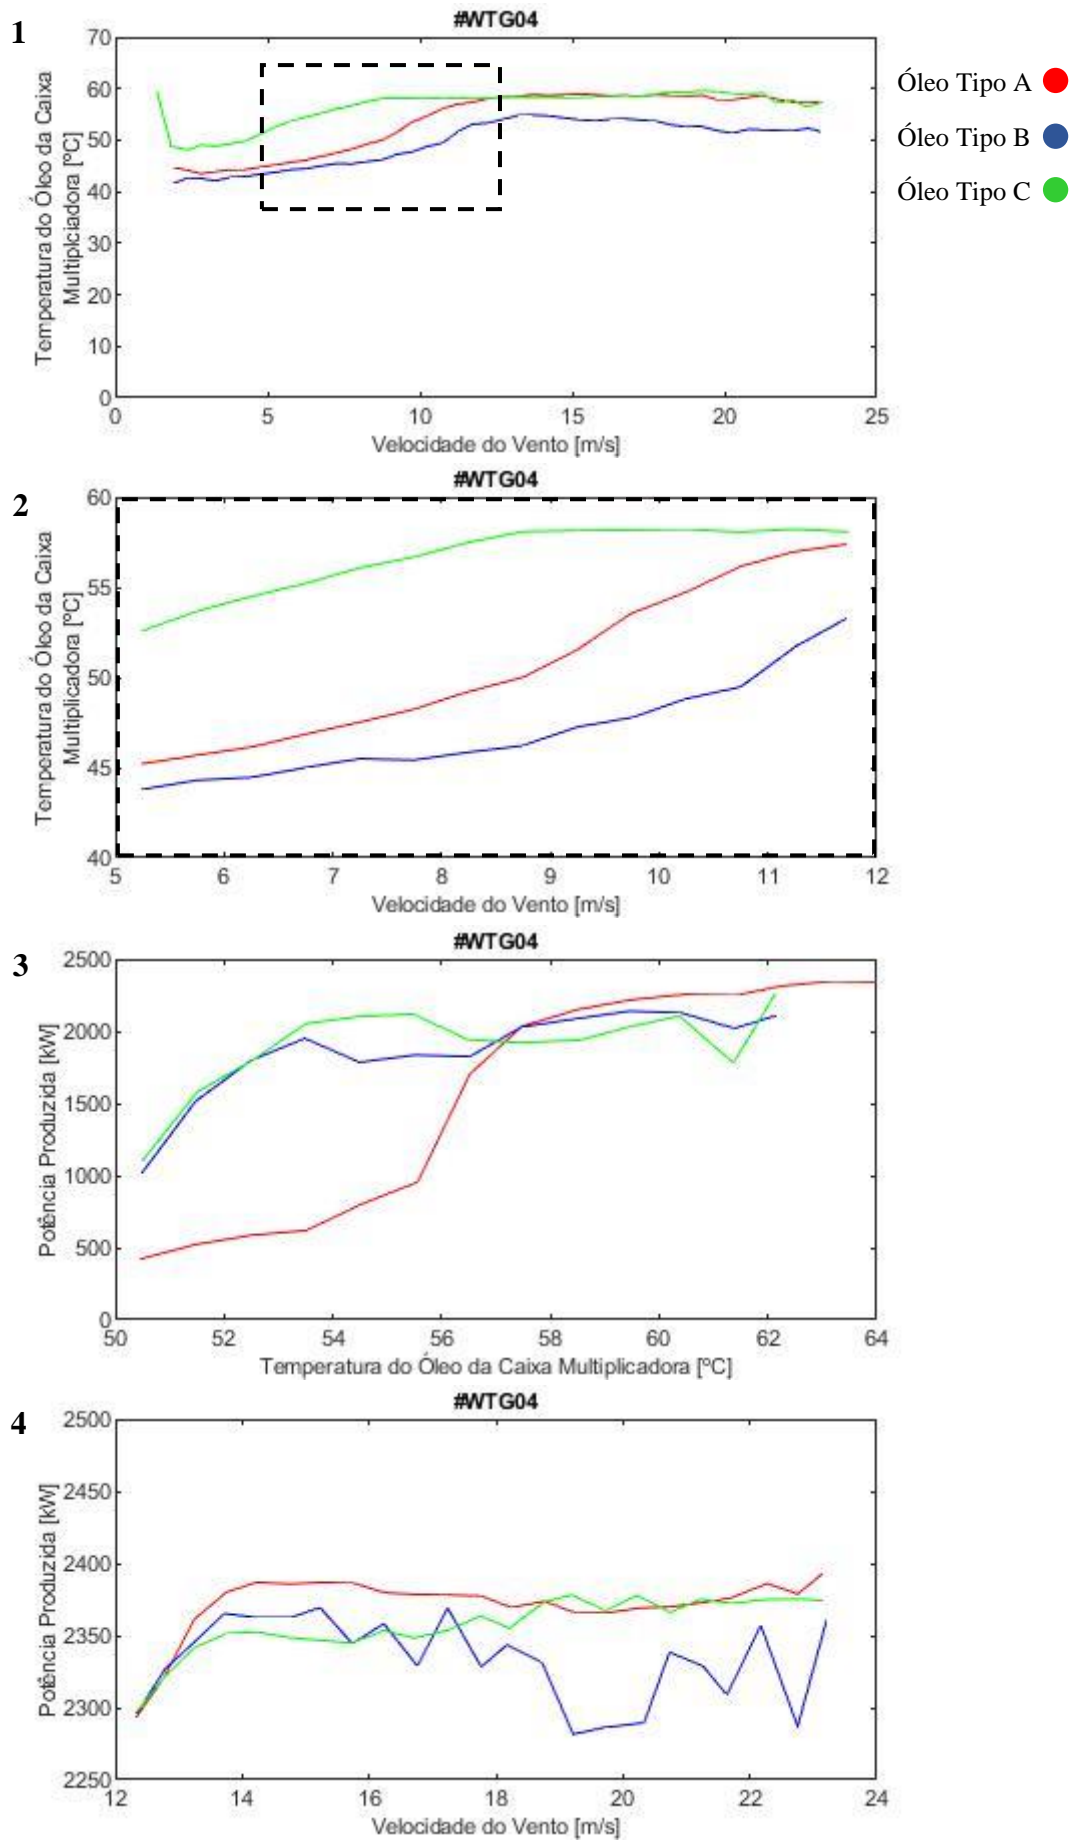 1
#WTG04
Temperatura do Óleo da Caixa
Multiplciadora [ºC]
70
60
50
40
30
20
10
0
0 5 10 15 20 25
Velocidade do Vento [m/s]
Óleo Tipo A
Óleo Tipo B
Óleo Tipo C
2
#WTG04
Temperatura do Óleo da Caixa
Multiplicadora [ºC]
60
55
50
45
40
5 6 7 8 9 10 11 12
Velocidade do Vento [m/s]
3
#WTG04
Potência Produzida [kW]
2500
2000
1500
1000
500
0
50 52 54 56 58 60 62 64
Temperatura do Óleo da Caixa Multiplicadora [ºC]
4
#WTG04
Potência Produzida [kW]
2500
2450
2400
2350
2300
2250
12 14 16 18 20 22 24
Velocidade do Vento [m/s]